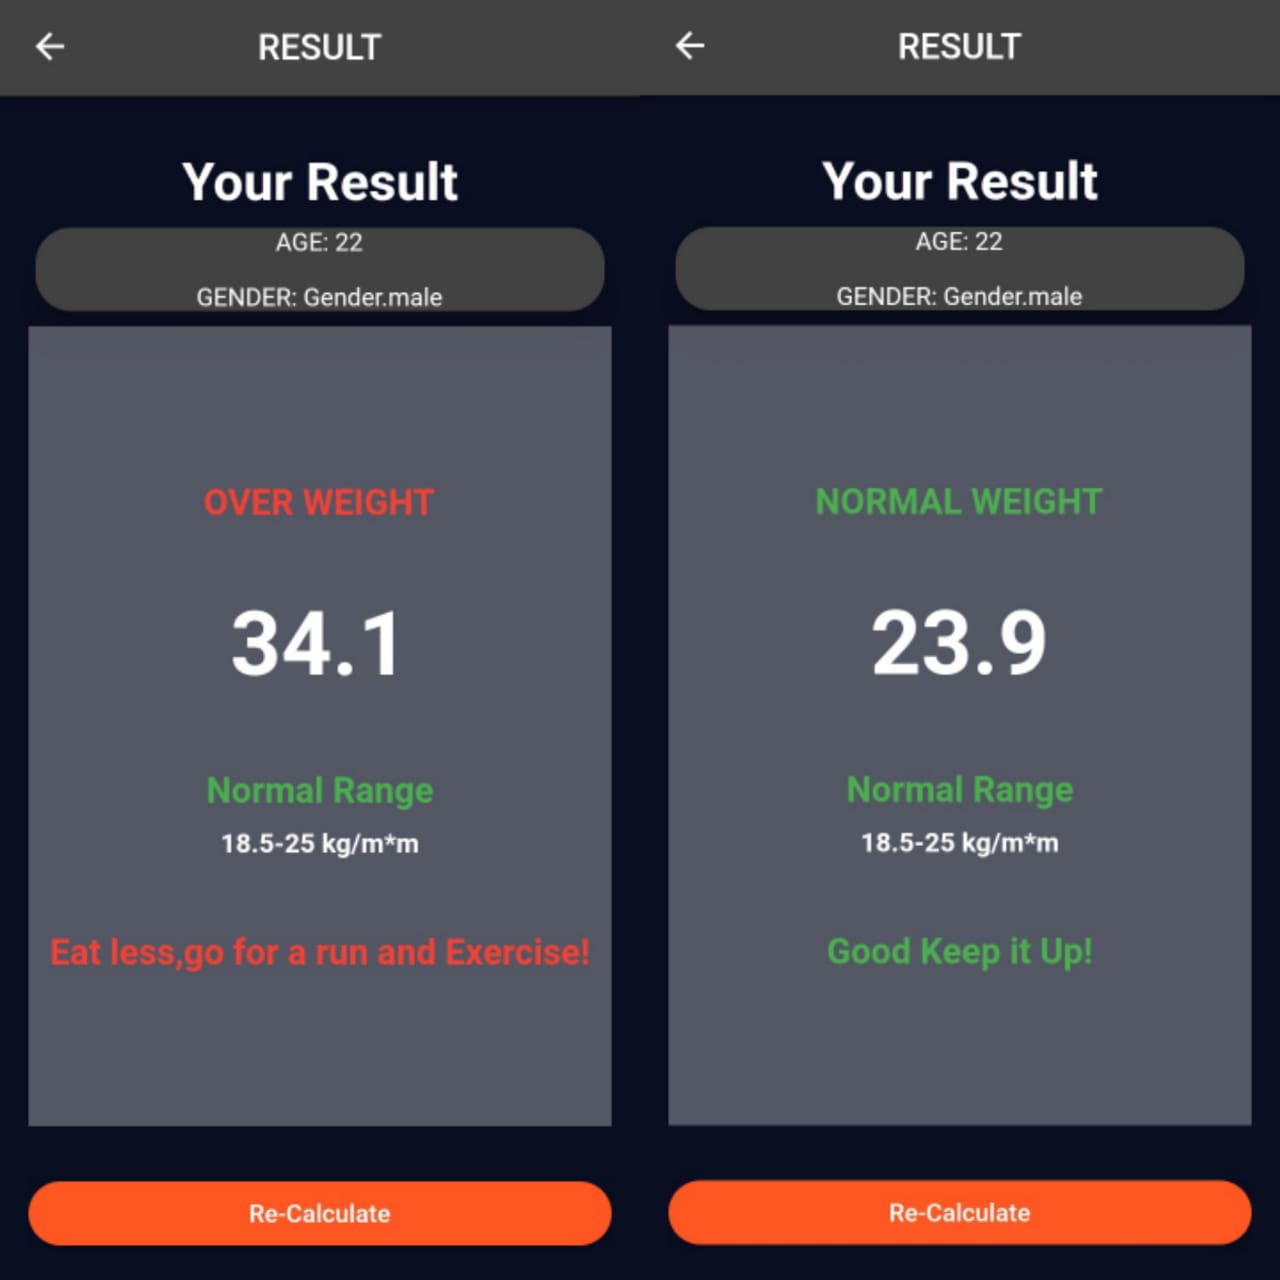 RESULT
Your Result
AGE: 22
GENDER: Gender.male
OVER WEIGHT
34.1
Normal Range
18.5-25 kg/m*m
Eat less,go for a run and Exercise!
Re-Calculate
RESULT
Your Result
AGE: 22
GENDER: Gender.male
NORMAL WEIGHT
23.9
Normal Range
18.5-25 kg/m*m
Good Keep it Up!
Re-Calculate